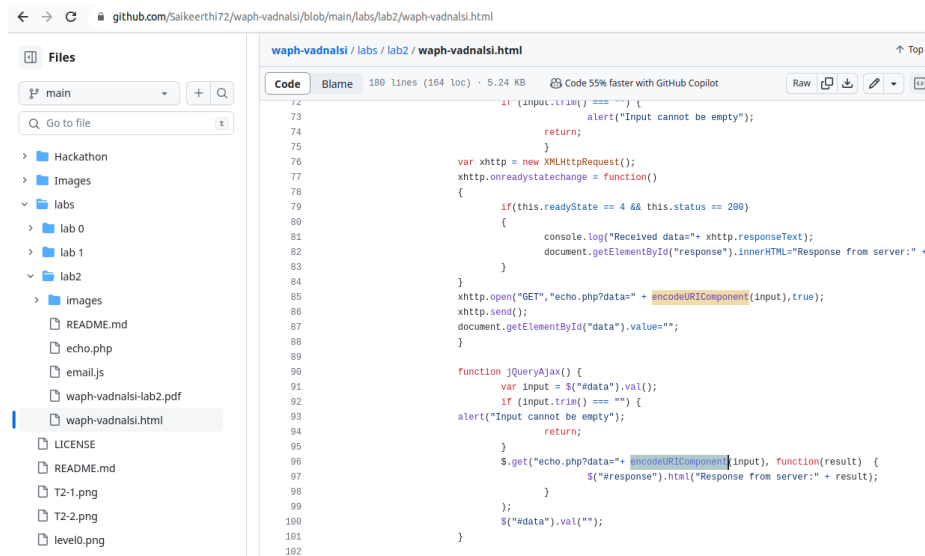 github.com/Saikeerthi72/waph-vadnalsi/blob/main/labs/lab2/waph-vadnalsi.html
Files
main
Go to file
t
Hackathon
Images
labs
lab 0
lab 1
lab2
images
README.md
echo.php
email.js
waph-vadnalsi-lab2.pdf
waph-vadnalsi.html
LICENSE
README.md
T2-1.png
T2-2.png
level0.png
waph-vadnalsi / labs / lab2 / waph-vadnalsi.html
Top
Code Blame 180 lines (164 loc) · 5.24 KB Code 55% faster with GitHub Copilot Raw
72 if (input.trim() === "") {
73 alert("Input cannot be empty");
74 return;
75 }
76 var xhttp = new XMLHttpRequest();
77 xhttp.onreadystatechange = function()
78 {
79 if(this.readyState == 4 && this.status == 200)
80 {
81 console.log("Received data="+ xhttp.responseText);
82 document.getElementById("response").innerHTML="Response from server:" +
83 }
84 }
85 xhttp.open("GET","echo.php?data=" + encodeURIComponent(input),true);
86 xhttp.send();
87 document.getElementById("data").value="";
88 }
89
90 function jQueryAjax() {
91 var input = $("#data").val();
92 if (input.trim() === "") {
93 alert("Input cannot be empty");
94 return;
95 }
96 $.get("echo.php?data="+ encodeURIComponent(input), function(result) {
97 $("#response").html("Response from server:" + result);
98 }
99 );
100 $("#data").val("");
101 }
102